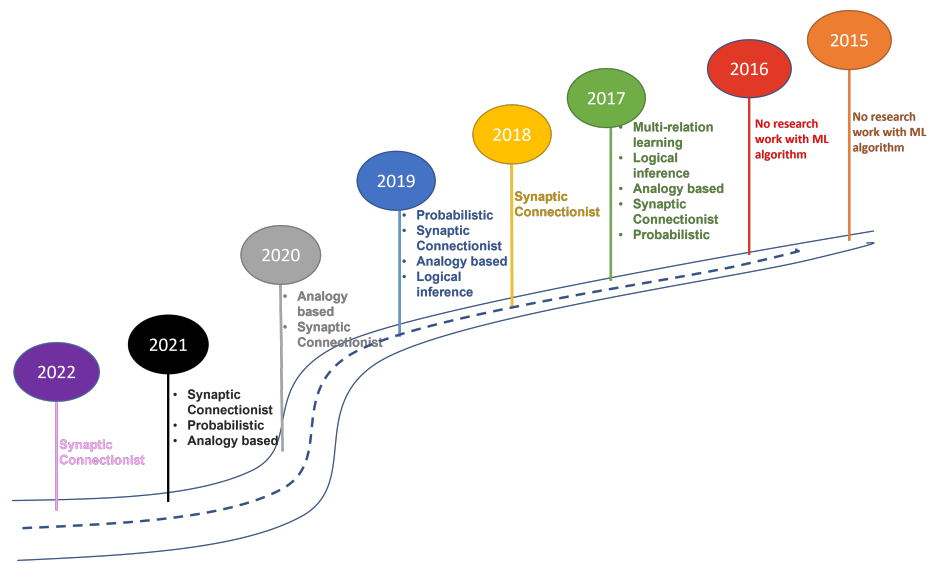 2015
No research
work with ML
algorithm
2016
No research
work with ML
algorithm
2017
• Multi-relation
learning
• Logical
inference
• Analogy based
• Synaptic
Connectionist
• Probabilistic
2018
Synaptic
Connectionist
2019
• Probabilistic
• Synaptic
Connectionist
• Analogy based
• Logical
inference
2020
• Analogy
based
• Synaptic
Connectionist
2021
• Synaptic
Connectionist
• Probabilistic
• Analogy based
2022
Synaptic
Connectionist